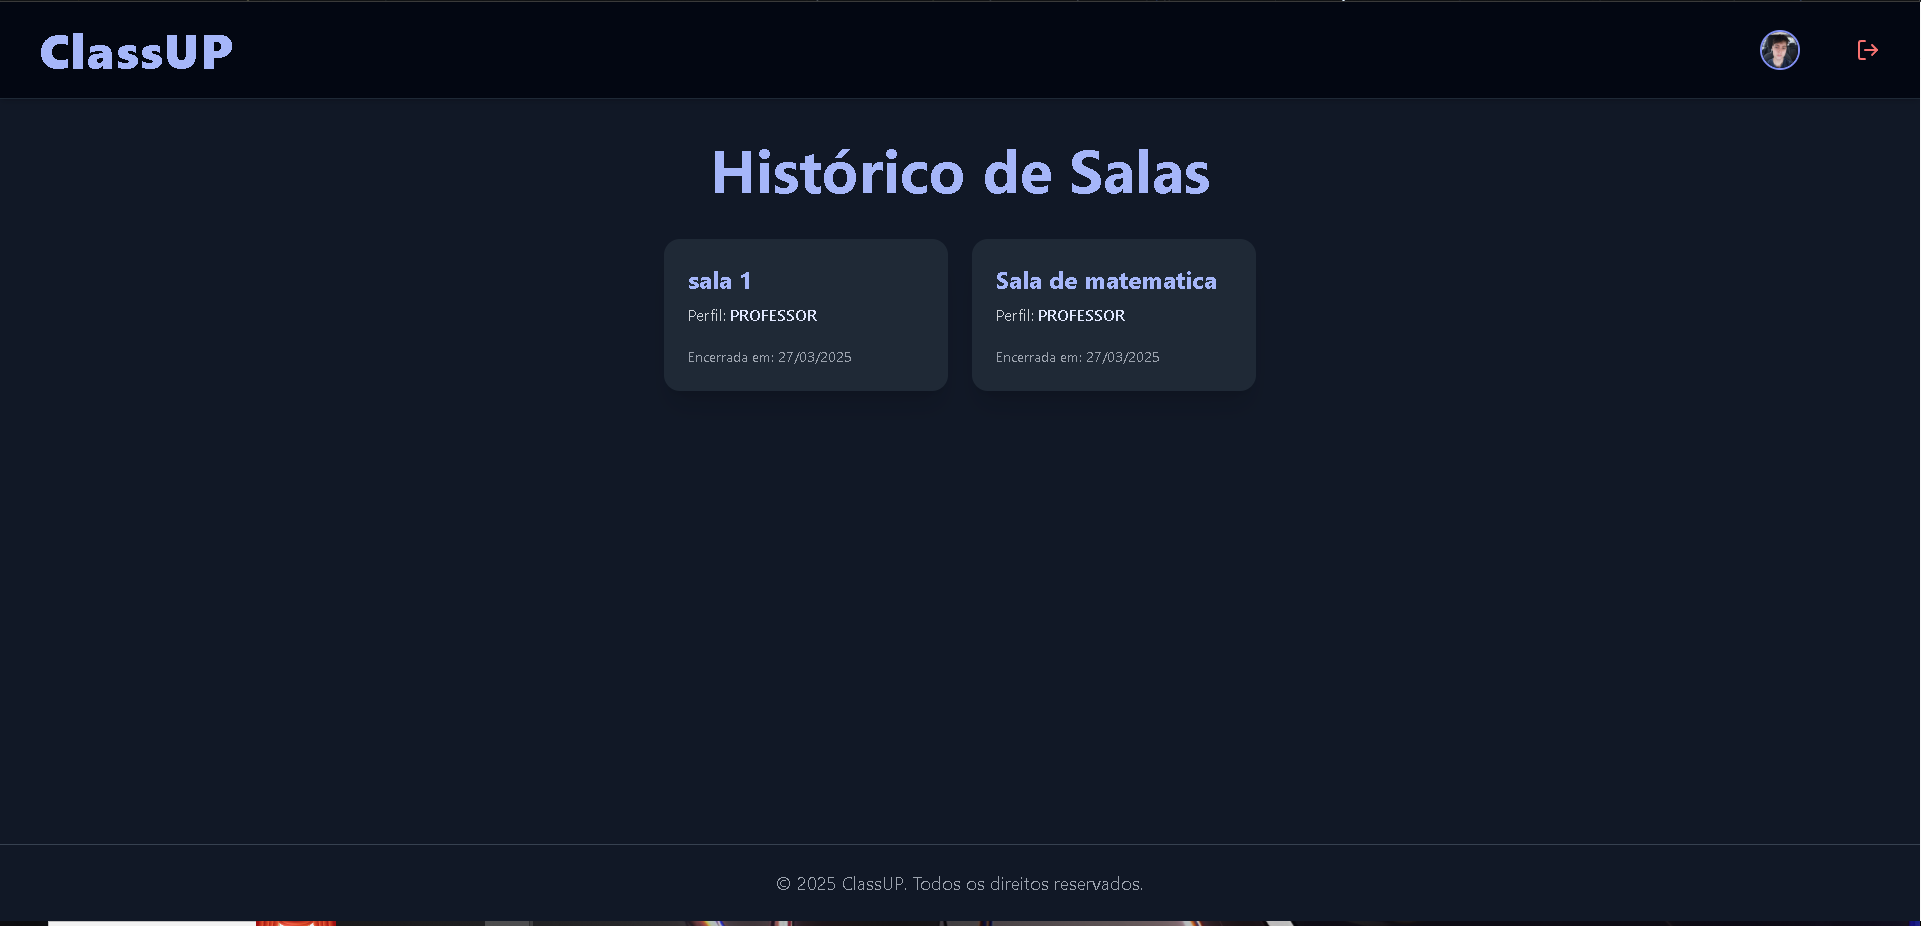 ClassUP
Histórico de Salas
sala 1
Perfil: PROFESSOR
Encerrada em: 27/03/2025
Sala de matematica
Perfil: PROFESSOR
Encerrada em: 27/03/2025
© 2025 ClassUP. Todos os direitos reservados.